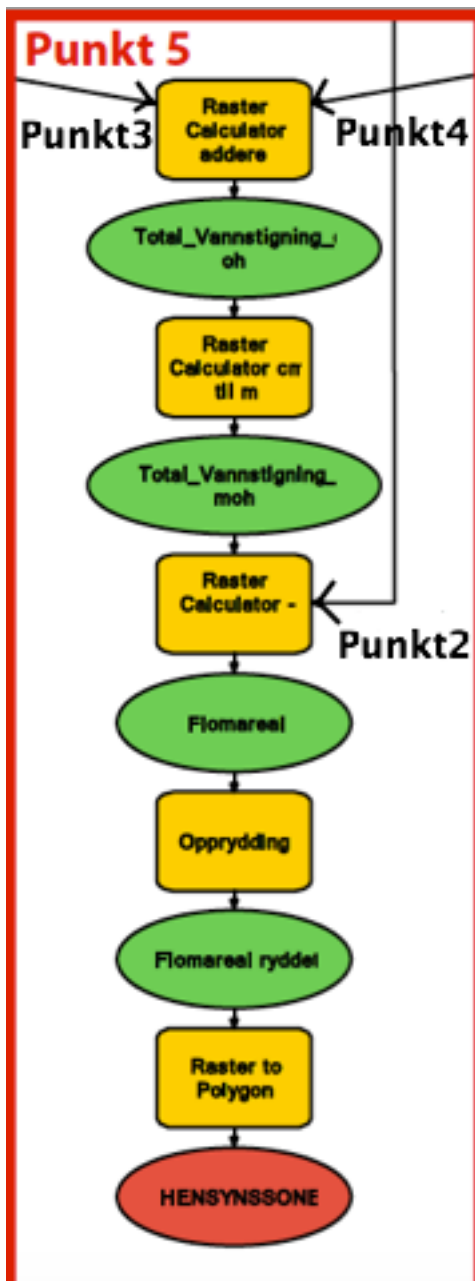 Punkt 5
Punkt3
Raster
Calculator
addere
Punkt4
Total_Vannstigning_
oh
Raster
Calculator cm
til m
Total_Vannstigning_
moh
Raster
Calculator -
Punkt2
Flomareal
Opprydding
Flomareal ryddet
Raster to
Polygon
HENSYNSSONE